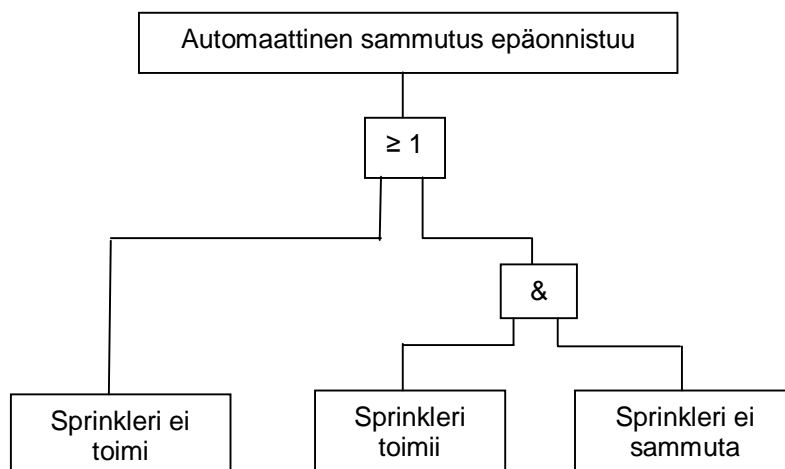 Automaattinen sammutus epäonnistuu
≥ 1
&
Sprinkleri ei
toimi
Sprinkleri
toimii
Sprinkleri ei
sammuta